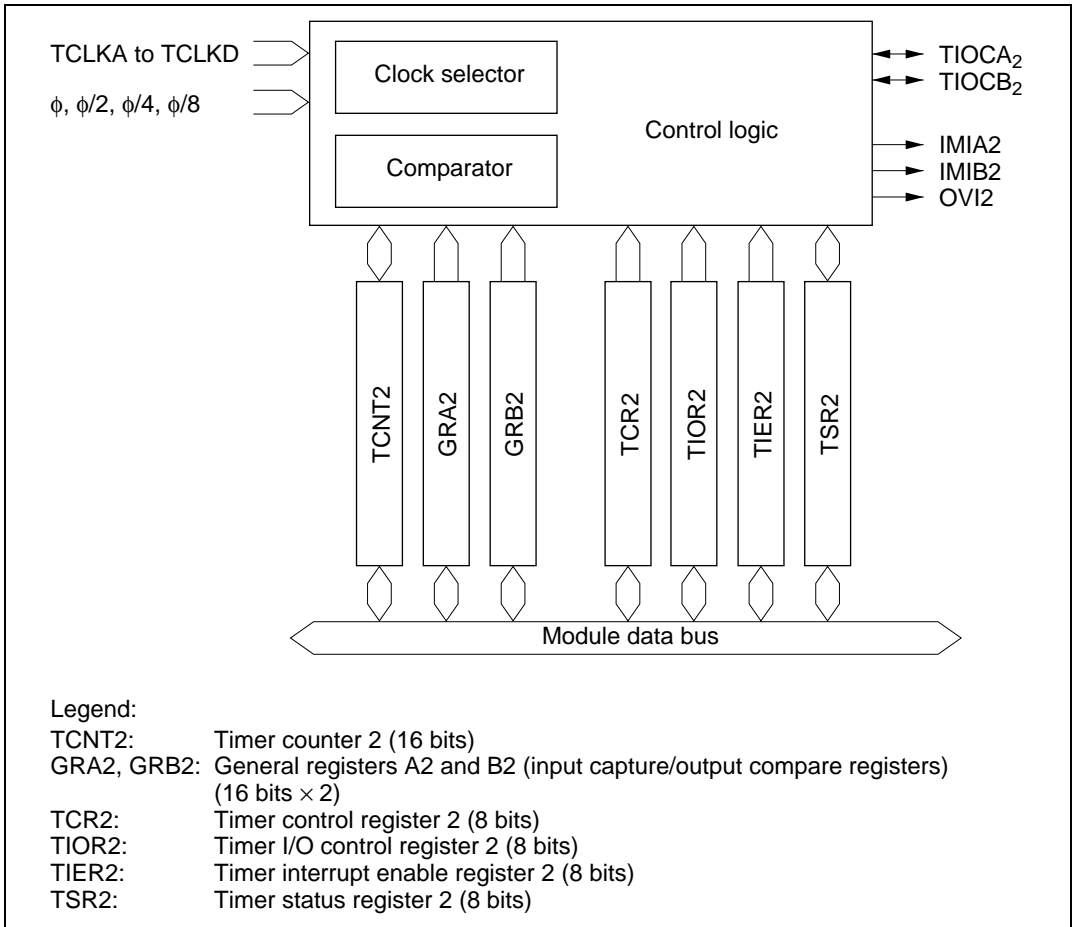 TCLKA to TCLKD
ϕ, ϕ/2, ϕ/4, ϕ/8
Clock selector
Comparator
Control logic
TIOCA₂
TIOCB₂
IMIA2
IMIB2
OVI2
TCNT2
GRA2
GRB2
TCR2
TIOR2
TIER2
TSR2
Module data bus
Legend:
TCNT2: Timer counter 2 (16 bits)
GRA2, GRB2: General registers A2 and B2 (input capture/output compare registers)
(16 bits × 2)
TCR2: Timer control register 2 (8 bits)
TIOR2: Timer I/O control register 2 (8 bits)
TIER2: Timer interrupt enable register 2 (8 bits)
TSR2: Timer status register 2 (8 bits)